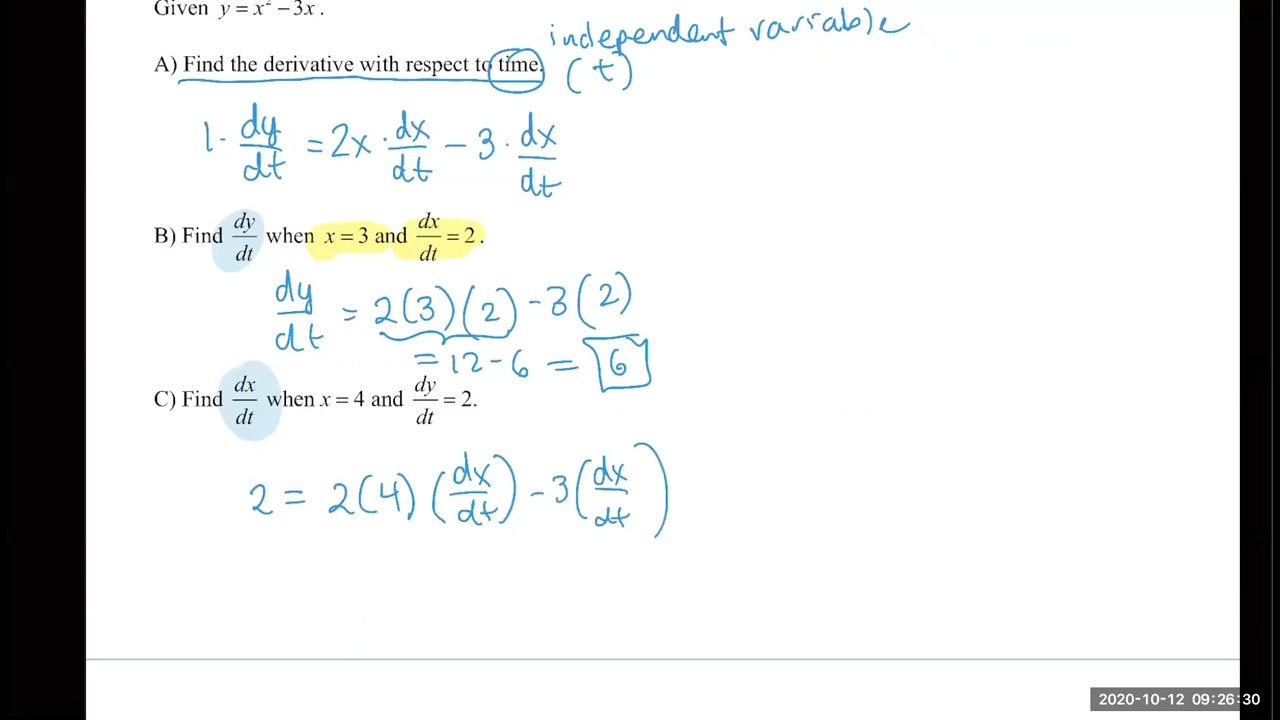 Given y = x² − 3x .
independent variable
A) Find the derivative with respect to time.
(t)
1 · dy/dt = 2x · dx/dt − 3 · dx/dt
B) Find dy/dt when x = 3 and dx/dt = 2 .
dy/dt = 2(3)(2) − 3(2)
= 12 − 6 = 6
C) Find dx/dt when x = 4 and dy/dt = 2.
2 = 2(4)(dx/dt) − 3(dx/dt)
2020-10-12 09:26:30